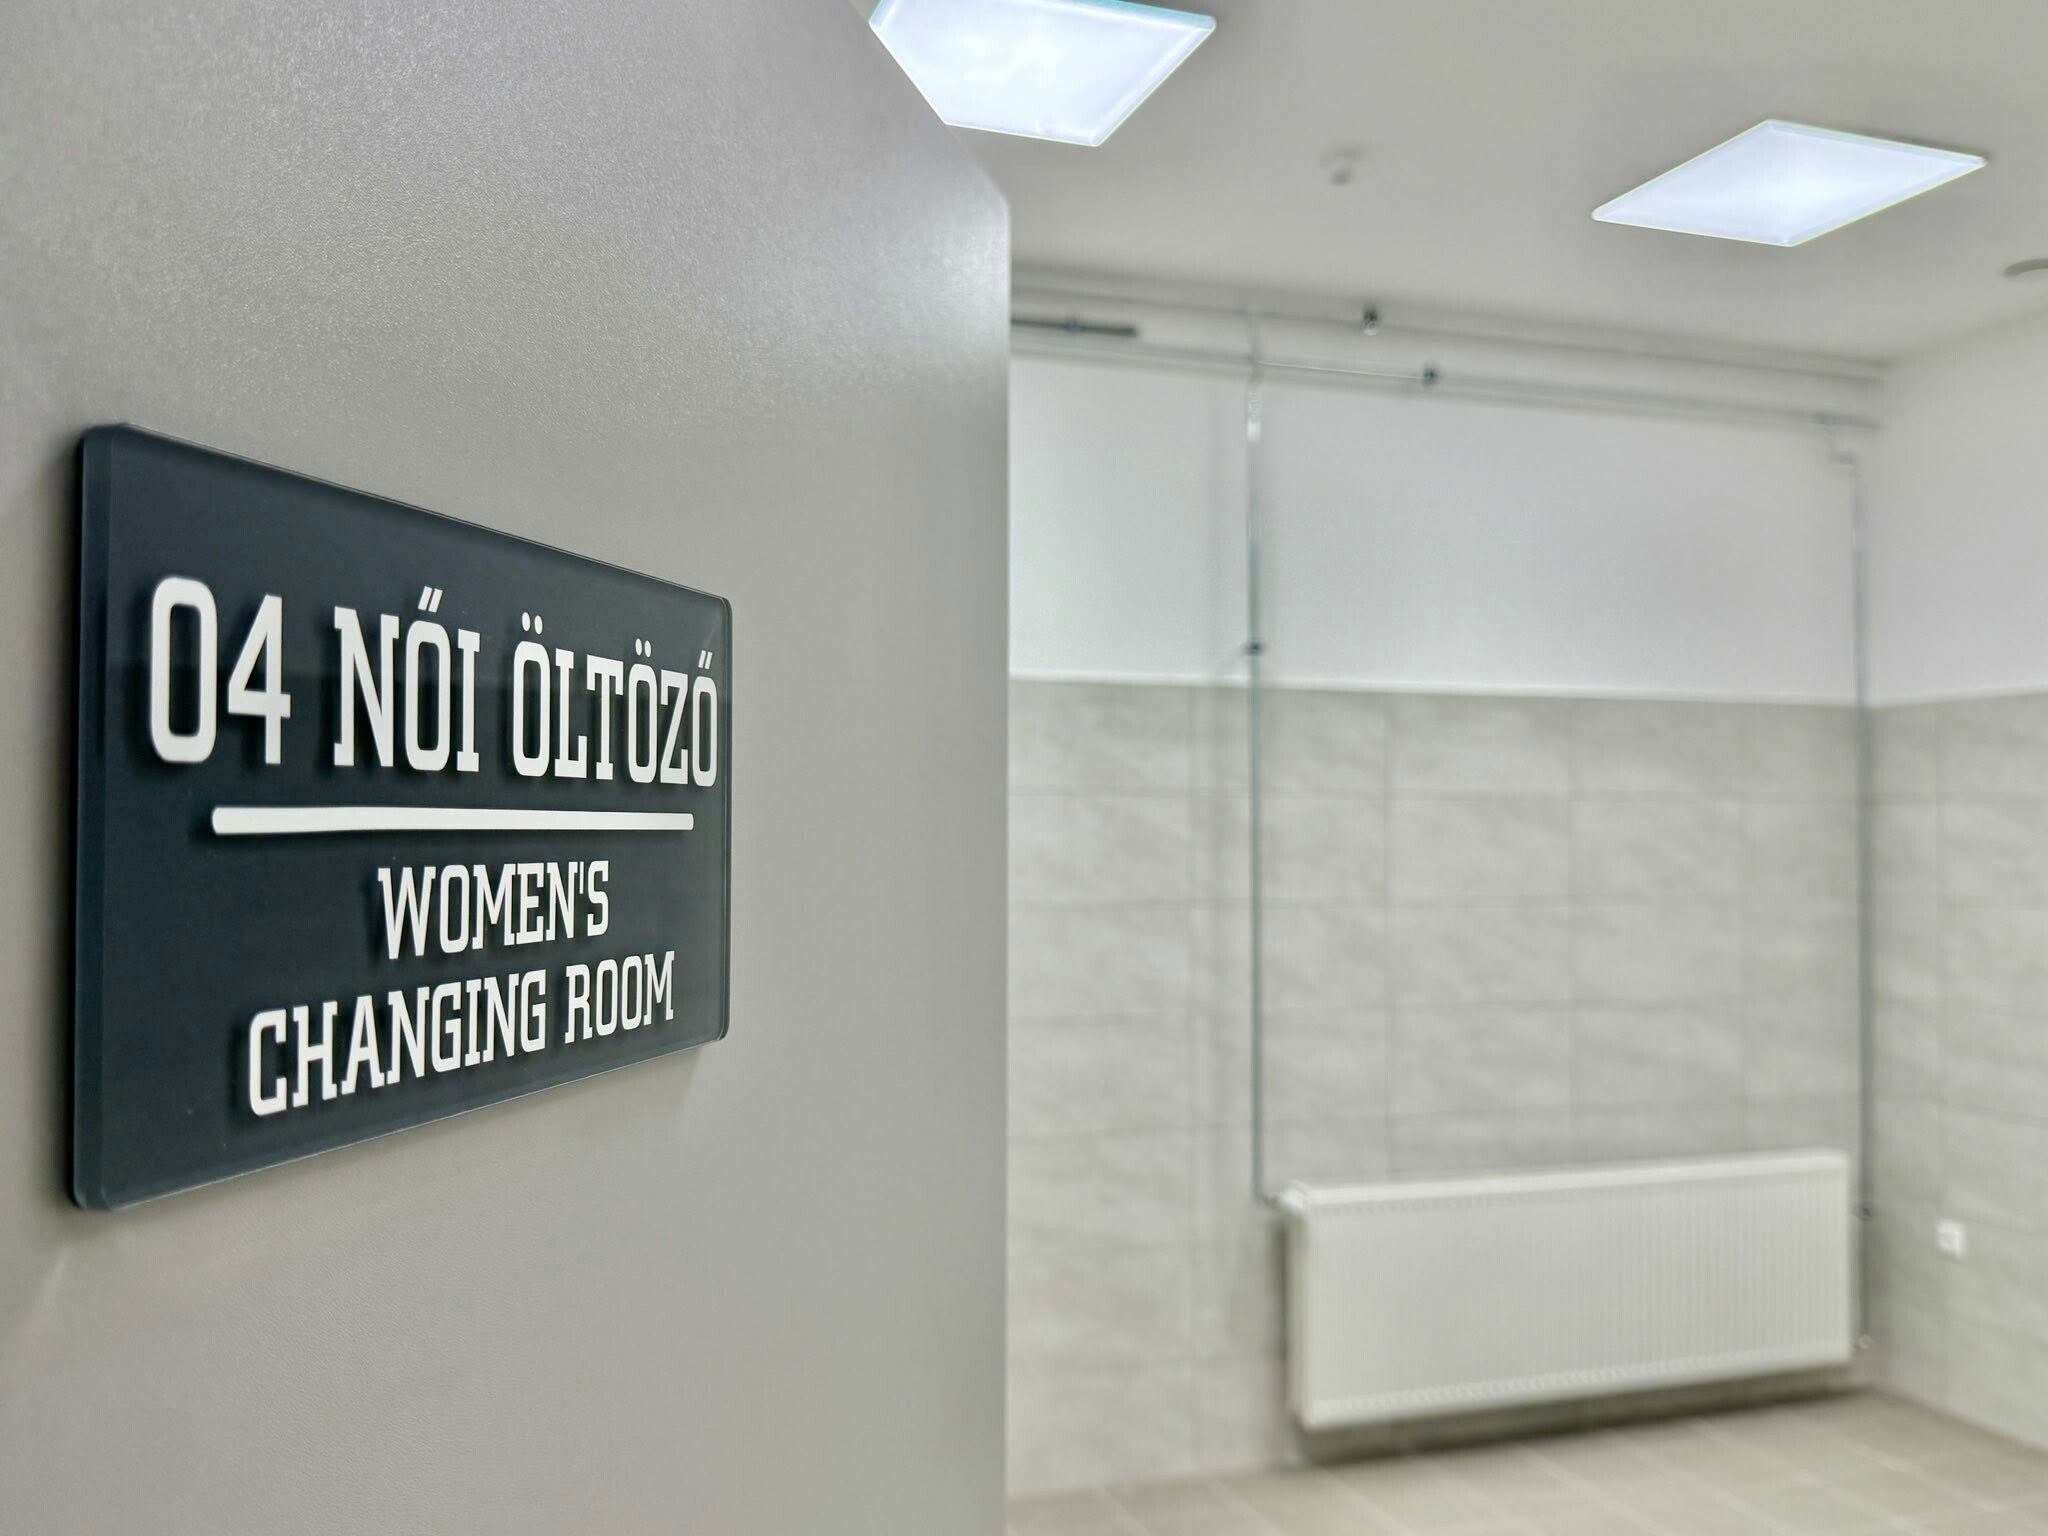 04 NŐI ÖLTÖZŐ
WOMEN'S
CHANGING ROOM